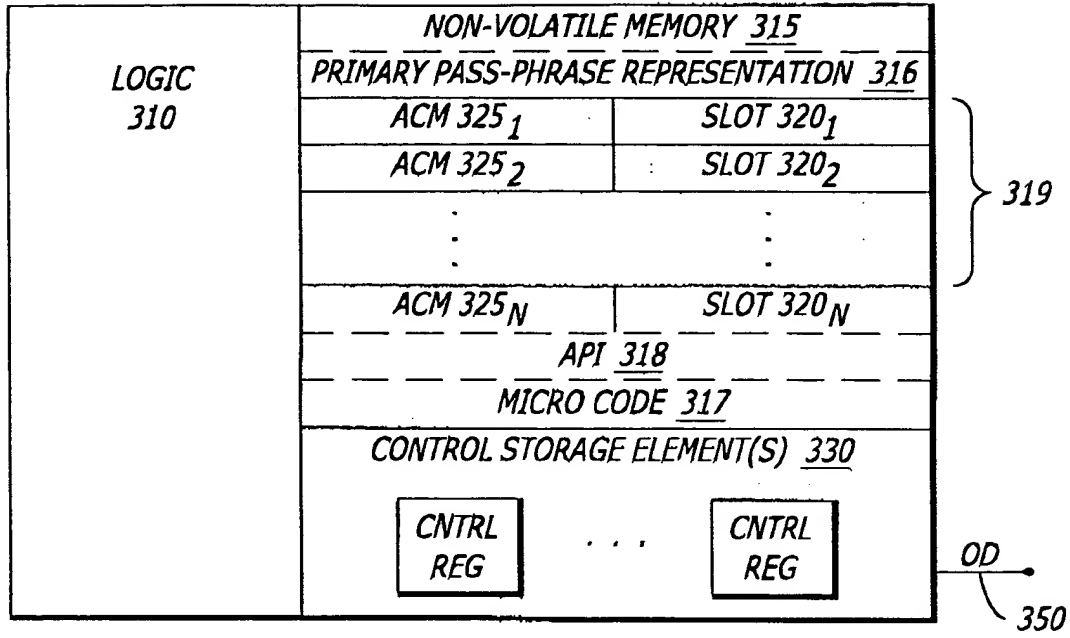 NON-VOLATILE MEMORY 315
LOGIC
310
PRIMARY PASS-PHRASE REPRESENTATION 316
ACM 325₁ SLOT 320₁
ACM 325₂ SLOT 320₂
319
ACM 325N SLOT 320N
API 318
MICRO CODE 317
CONTROL STORAGE ELEMENT(S) 330
CNTRL
REG
. . .
CNTRL
REG
OD
350